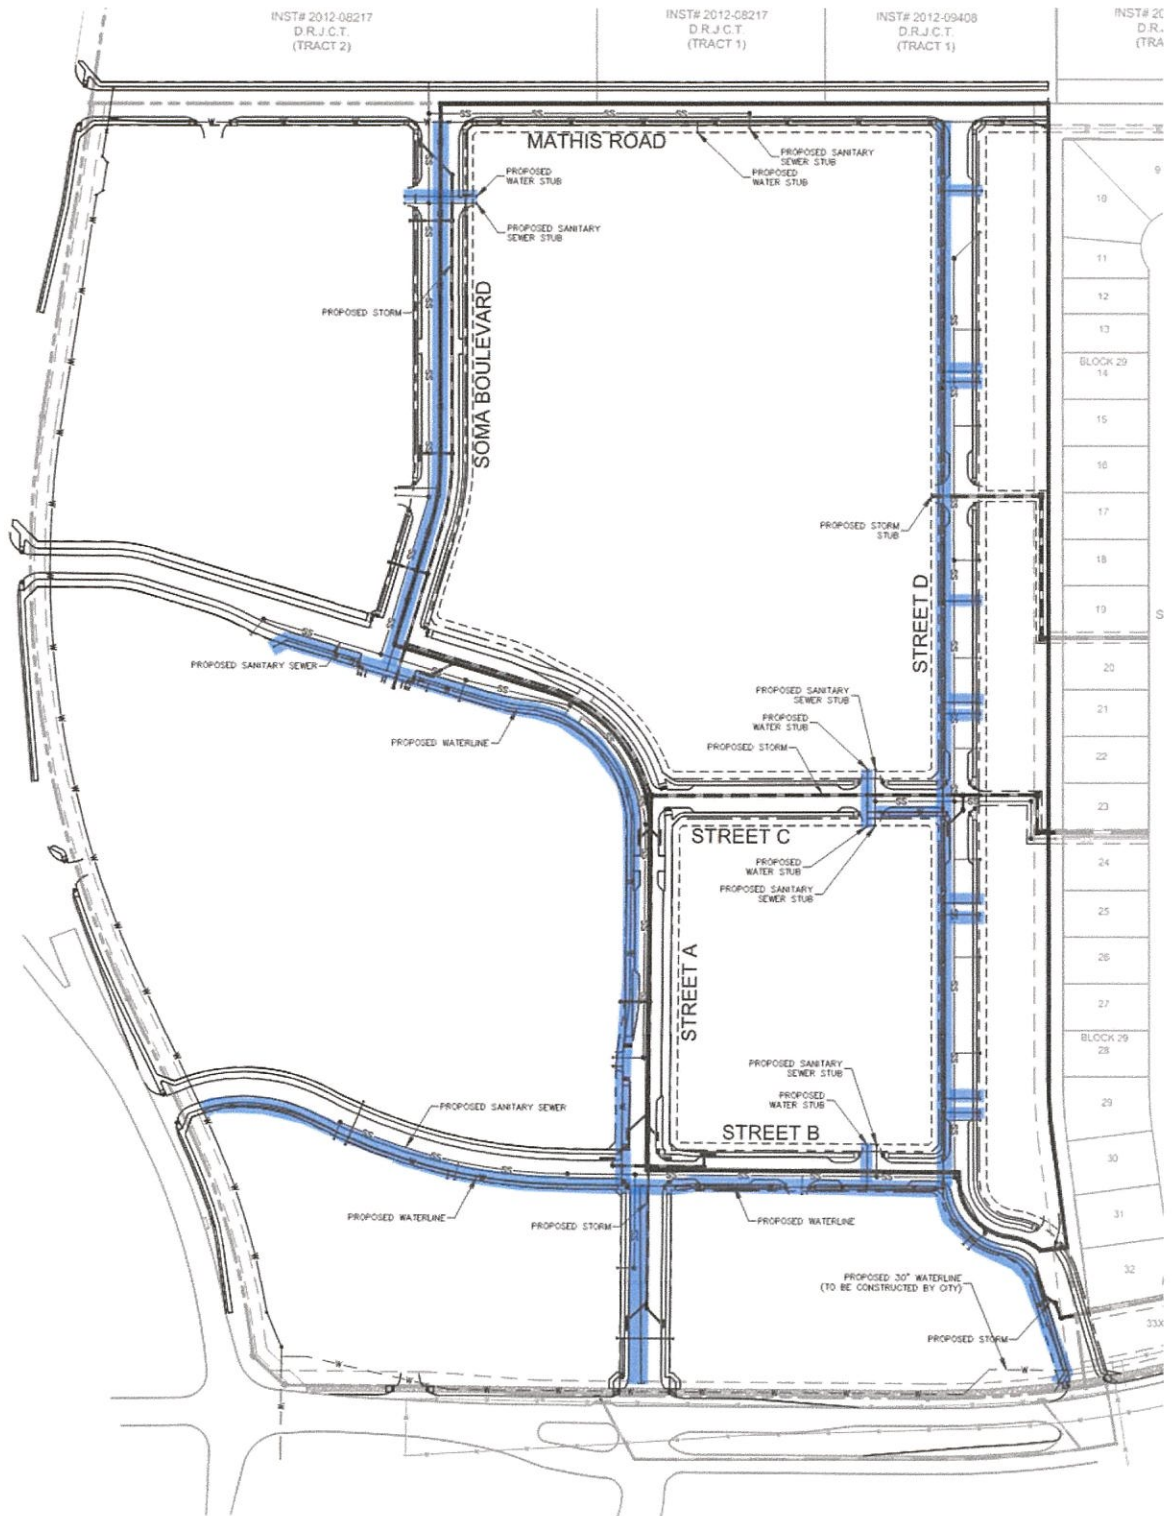 INST# 2012-08217
D.R.J.C.T.
(TRACT 2)
INST# 2012-08217
D.R.J.C.T.
(TRACT 1)
INST# 2012-09408
D.R.J.C.T.
(TRACT 1)
INST# 20
D.R.J
(TRA
MATHIS ROAD
PROPOSED SANITARY
SEWER STUB
PROPOSED
WATER STUB
PROPOSED
WATER STUB
PROPOSED SANITARY
SEWER STUB
PROPOSED STORM
SOMA BOULEVARD
9
10
11
12
13
BLOCK 29
14
15
16
17
18
19
S
20
21
22
23
24
25
26
27
BLOCK 29
28
29
30
31
32
33X
PROPOSED STORM
STUB
STREET D
PROPOSED SANITARY SEWER
PROPOSED WATERLINE
PROPOSED SANITARY
SEWER STUB
PROPOSED
WATER STUB
PROPOSED STORM
STREET C
PROPOSED
WATER STUB
PROPOSED SANITARY
SEWER STUB
STREET A
PROPOSED SANITARY
SEWER STUB
PROPOSED
WATER STUB
STREET B
PROPOSED SANITARY SEWER
PROPOSED WATERLINE
PROPOSED STORM
PROPOSED WATERLINE
PROPOSED 30" WATERLINE
(TO BE CONSTRUCTED BY CITY)
PROPOSED STORM